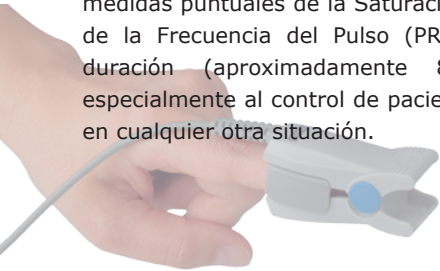 medidas puntuales de la Saturaci
de la Frecuencia del Pulso (PR
duración (aproximadamente 8
especialmente al control de pacie
en cualquier otra situación.